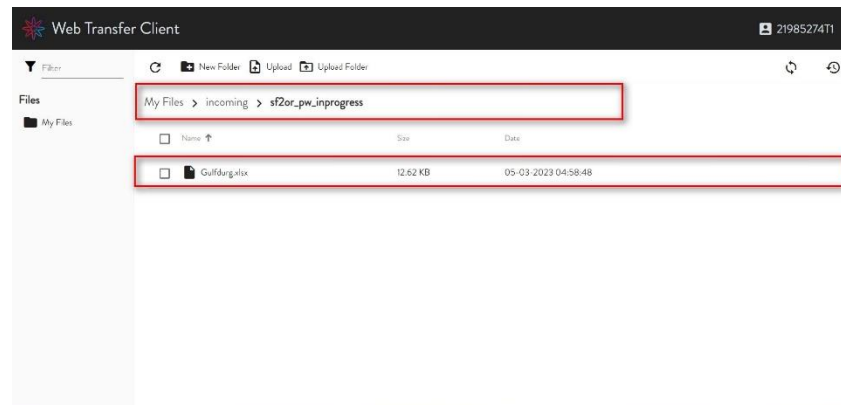 Web Transfer Client
21985274T1
Filter
New Folder Upload Upload Folder
Files
My Files > incoming > sf2or_pw_inprogress
My Files
Name Size Date
Gulfdurg.xlsx 12.62 KB 05-03-2023 04:58:48